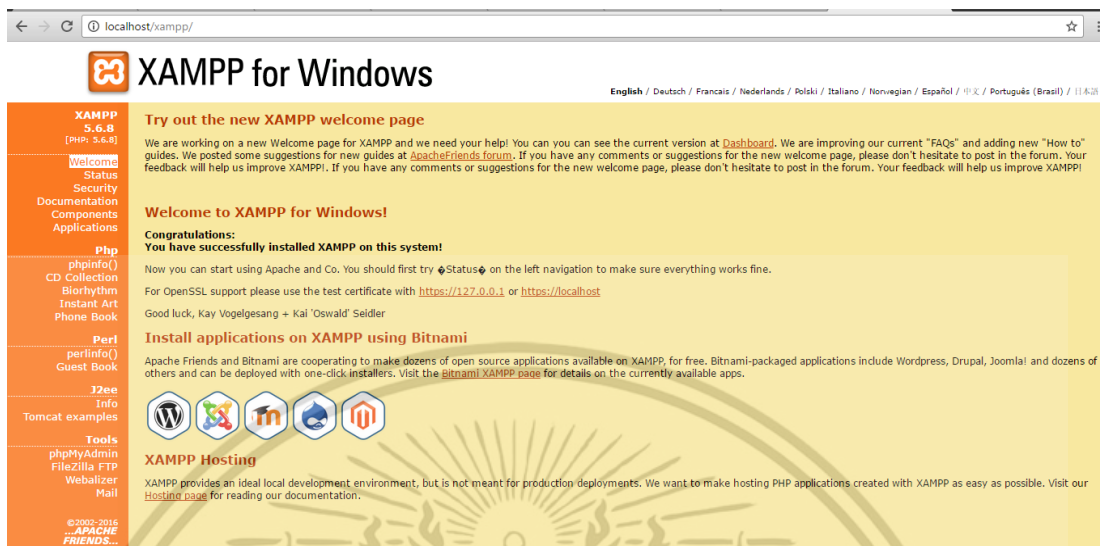 localhost/xampp/
XAMPP for Windows
English / Deutsch / Francais / Nederlands / Polski / Italiano / Norwegian / Español / 中文 / Português (Brasil) / 日本語
XAMPP
5.6.8
[PHP: 5.6.8]
Welcome
Status
Security
Documentation
Components
Applications
Php
phpinfo()
CD Collection
Biorhythm
Instant Art
Phone Book
Perl
perlinfo()
Guest Book
J2ee
Info
Tomcat examples
Tools
phpMyAdmin
FileZilla FTP
Webalizer
Mail
©2002-2016
...APACHE
FRIENDS...
Try out the new XAMPP welcome page
We are working on a new Welcome page for XAMPP and we need your help! You can you can see the current version at Dashboard. We are improving our current "FAQs" and adding new "How to"
guides. We posted some suggestions for new guides at ApacheFriends forum. If you have any comments or suggestions for the new welcome page, please don't hesitate to post in the forum. Your
feedback will help us improve XAMPP!. If you have any comments or suggestions for the new welcome page, please don't hesitate to post in the forum. Your feedback will help us improve XAMPP!
Welcome to XAMPP for Windows!
Congratulations:
You have successfully installed XAMPP on this system!
Now you can start using Apache and Co. You should first try �Status� on the left navigation to make sure everything works fine.
For OpenSSL support please use the test certificate with https://127.0.0.1 or https://localhost
Good luck, Kay Vogelgesang + Kai 'Oswald' Seidler
Install applications on XAMPP using Bitnami
Apache Friends and Bitnami are cooperating to make dozens of open source applications available on XAMPP, for free. Bitnami-packaged applications include Wordpress, Drupal, Joomla! and dozens of
others and can be deployed with one-click installers. Visit the Bitnami XAMPP page for details on the currently available apps.
XAMPP Hosting
XAMPP provides an ideal local development environment, but is not meant for production deployments. We want to make hosting PHP applications created with XAMPP as easy as possible. Visit our
Hosting page for reading our documentation.